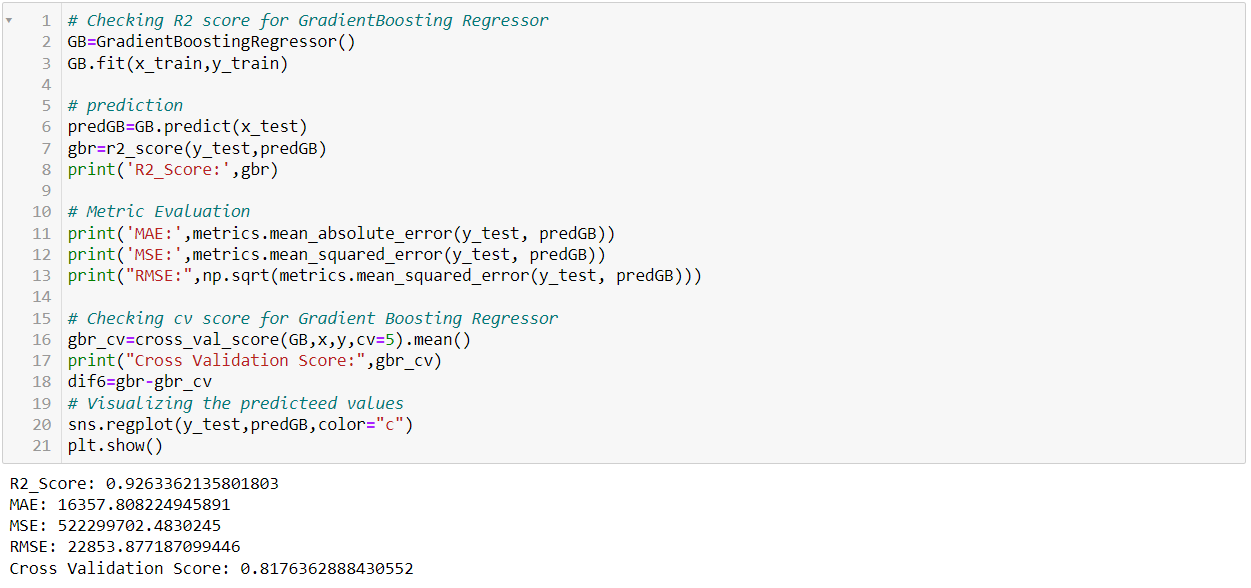 1 # Checking R2 score for GradientBoosting Regressor
2 GB=GradientBoostingRegressor()
3 GB.fit(x_train,y_train)
4
5 # prediction
6 predGB=GB.predict(x_test)
7 gbr=r2_score(y_test,predGB)
8 print('R2_Score:',gbr)
9
10 # Metric Evaluation
11 print('MAE:',metrics.mean_absolute_error(y_test, predGB))
12 print('MSE:',metrics.mean_squared_error(y_test, predGB))
13 print("RMSE:",np.sqrt(metrics.mean_squared_error(y_test, predGB)))
14
15 # Checking cv score for Gradient Boosting Regressor
16 gbr_cv=cross_val_score(GB,x,y,cv=5).mean()
17 print("Cross Validation Score:",gbr_cv)
18 dif6=gbr-gbr_cv
19 # Visualizing the predicteed values
20 sns.regplot(y_test,predGB,color="c")
21 plt.show()
R2_Score: 0.9263362135801803
MAE: 16357.808224945891
MSE: 522299702.4830245
RMSE: 22853.877187099446
Cross Validation Score: 0.8176362888430552